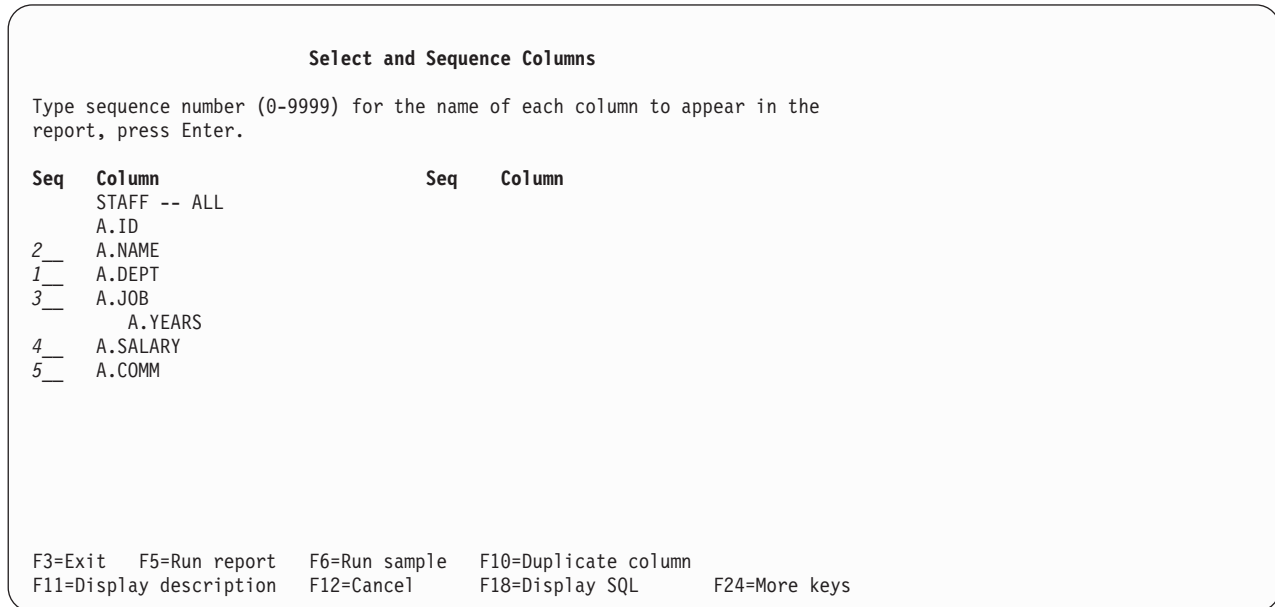 Select and Sequence Columns
Type sequence number (0-9999) for the name of each column to appear in the
report, press Enter.
Seq Column Seq Column
STAFF -- ALL
A.ID
2__ A.NAME
1__ A.DEPT
3__ A.JOB
A.YEARS
4__ A.SALARY
5__ A.COMM
F3=Exit F5=Run report F6=Run sample F10=Duplicate column
F11=Display description F12=Cancel F18=Display SQL F24=More keys